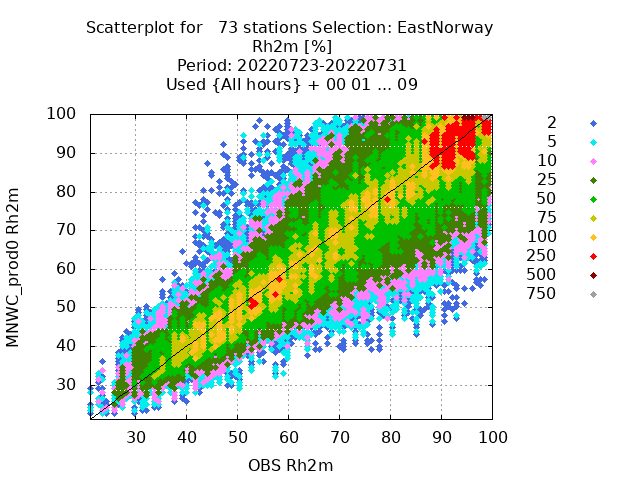 Scatterplot for   73 stations Selection: EastNorway
Rh2m [%]
Period: 20220723-20220731
Used {All hours} + 00 01 ... 09
100
90
80
70
60
50
40
30
MNWC_prod0 Rh2m
30 40 50 60 70 80 90 100
OBS Rh2m
2
5
10
25
50
75
100
250
500
750